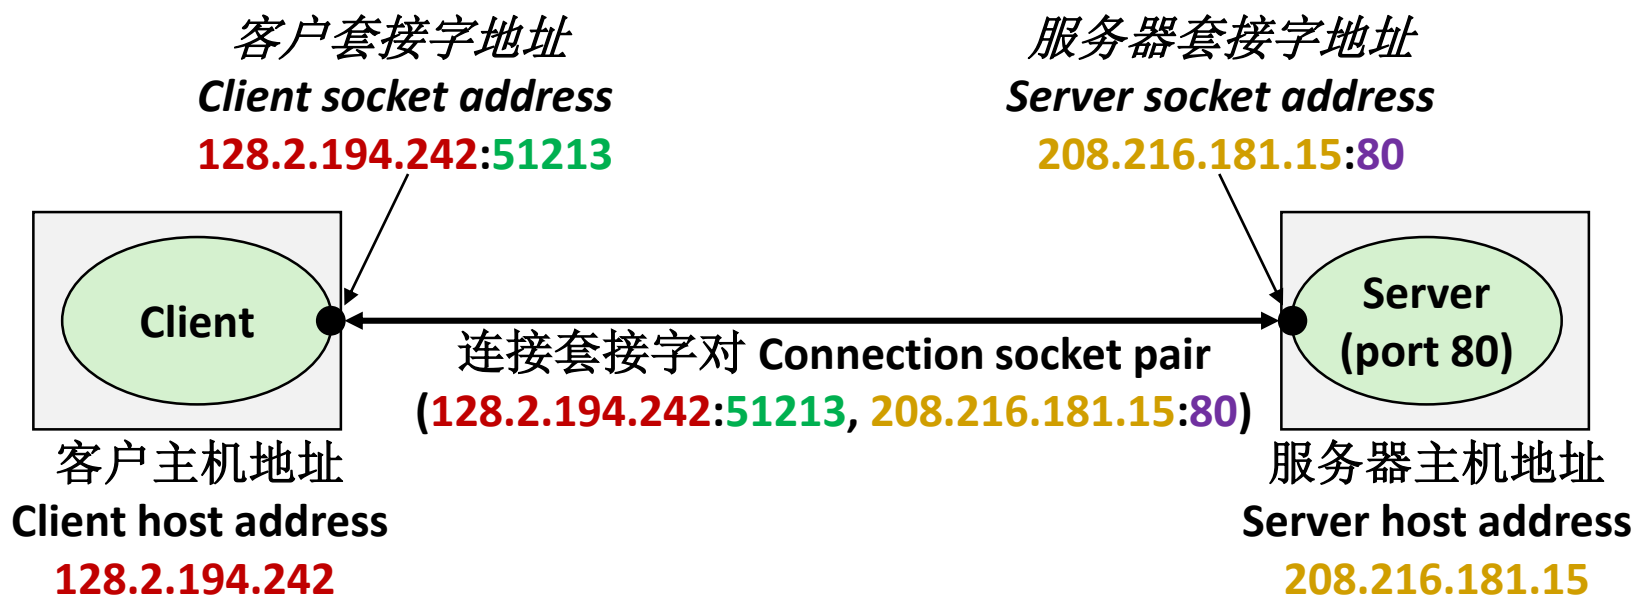 客户套接字地址
Client socket address
128.2.194.242:51213
服务器套接字地址
Server socket address
208.216.181.15:80
Client
Server
(port 80)
连接套接字对 Connection socket pair
(128.2.194.242:51213, 208.216.181.15:80)
客户主机地址
Client host address
128.2.194.242
服务器主机地址
Server host address
208.216.181.15